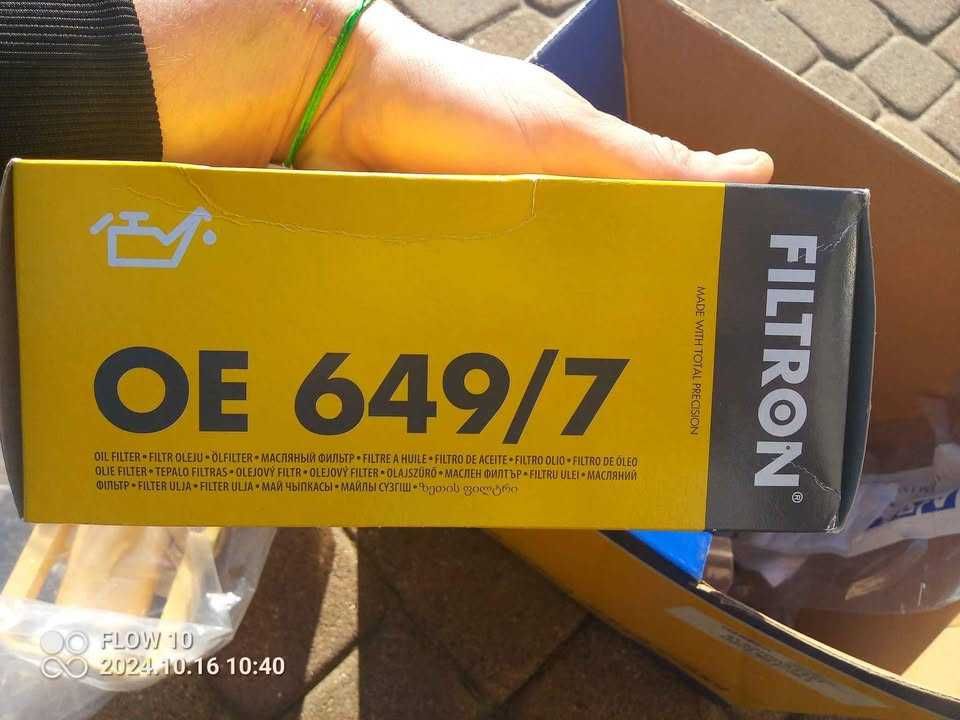 OE 649/7
OIL FILTER • FILTR OLEJU • ÖLFILTER • МАСЛЯНЫЙ ФИЛЬТР • FILTRE A HUILE • FILTRO DE ACEITE • FILTRO OLIO • FILTRO DE ÓLEO
OLIE FILTER • TEPALO FILTRAS • OLEJOVÝ FILTR • OLEJOVÝ FILTER • OLAJSZŰRŐ • МАСЛЕН ФИЛТЪР • FILTRU ULEI • МАСЛЯНИЙ
ФІЛЬТР • FILTER ULJA • FILTER ULJA • МАЙ ЧЫПКАСЫ • МАЙЛЫ СҮЗГІШ • ზეთის ფილტრი
MADE WITH TOTAL PRECISION
FILTRON®
FLOW 10
2024.10.16 10:40